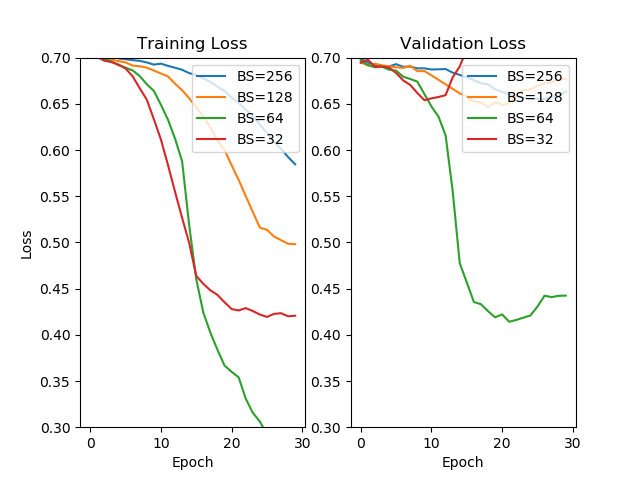 Training Loss
Validation Loss
0.70
0.65
0.60
0.55
0.50
0.45
0.40
0.35
0.30
Loss
0
10
20
30
Epoch
BS=256
BS=128
BS=64
BS=32
0.70
0.65
0.60
0.55
0.50
0.45
0.40
0.35
0.30
0
10
20
30
Epoch
BS=256
BS=128
BS=64
BS=32